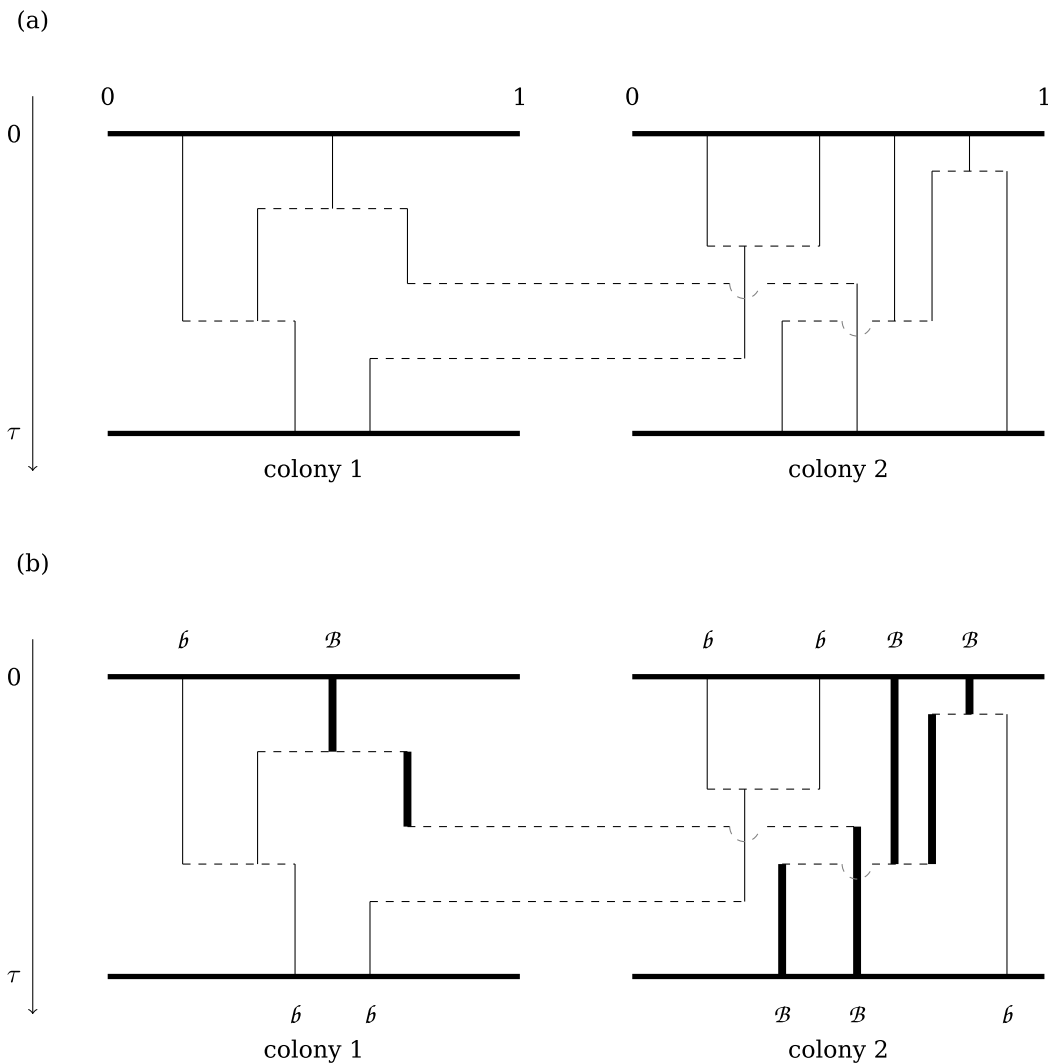 (a)
0 1 0 1
0
τ
colony 1 colony 2
(b)
𝒷 ℬ 𝒷 𝒷 ℬ ℬ
0
τ
𝒷 𝒷 ℬ ℬ 𝒷
colony 1 colony 2